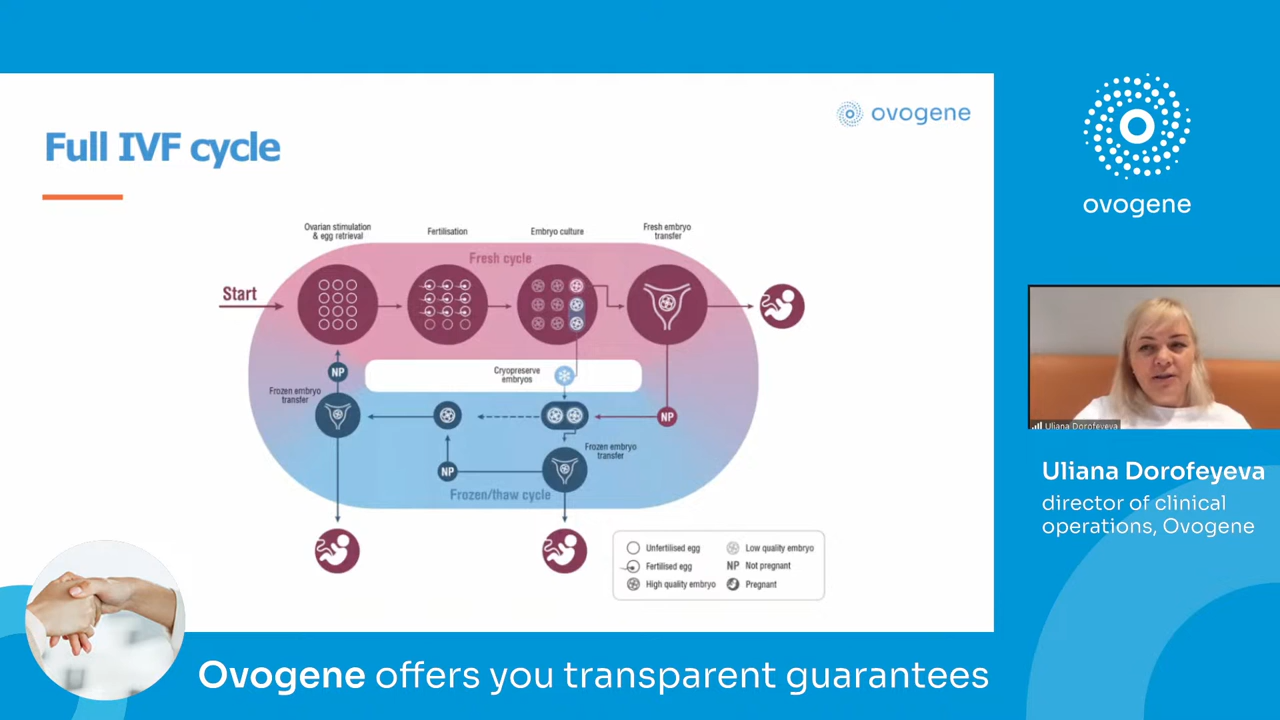 ovogene
Full IVF cycle
Ovarian stimulation
& egg retrieval
Fertilisation
Embryo culture
Fresh embryo
transfer
Fresh cycle
Start
NP
Cryopreserve
embryos
Frozen embryo
transfer
NP
Frozen embryo
transfer
NP
Frozen/thaw cycle
Unfertilised egg
Fertilised egg
High quality embryo
Low quality embryo
NP Not pregnant
Pregnant
ovogene
Uliana Dorofeyeva
Uliana Dorofeyeva
director of clinical
operations, Ovogene
Ovogene offers you transparent guarantees